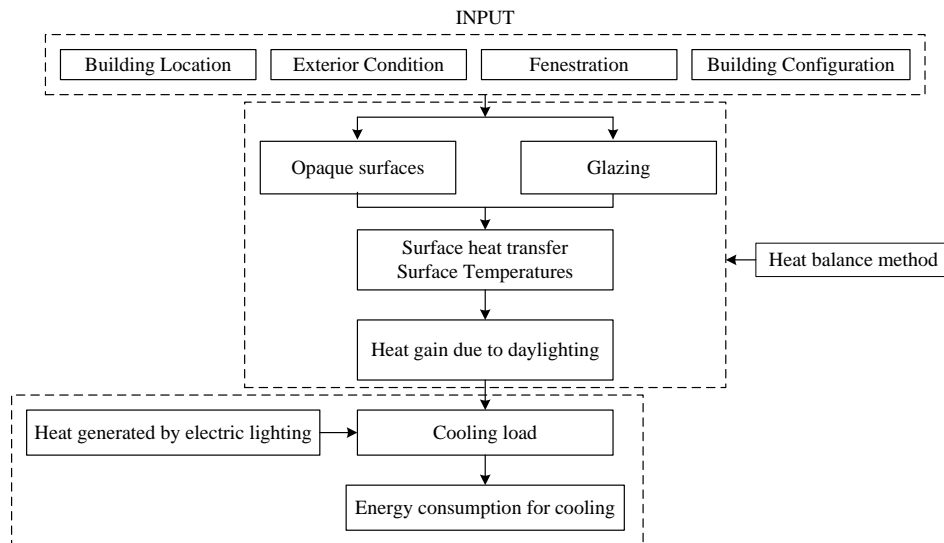 INPUT
Building Location
Exterior Condition
Fenestration
Building Configuration
Opaque surfaces
Glazing
Surface heat transfer
Surface Temperatures
Heat balance method
Heat gain due to daylighting
Heat generated by electric lighting
Cooling load
Energy consumption for cooling